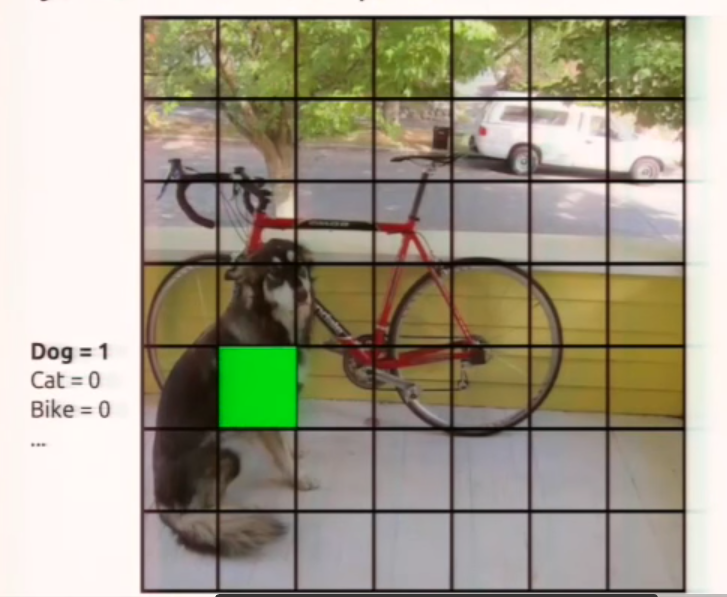 Dog = 1
Cat = 0
Bike = 0
...